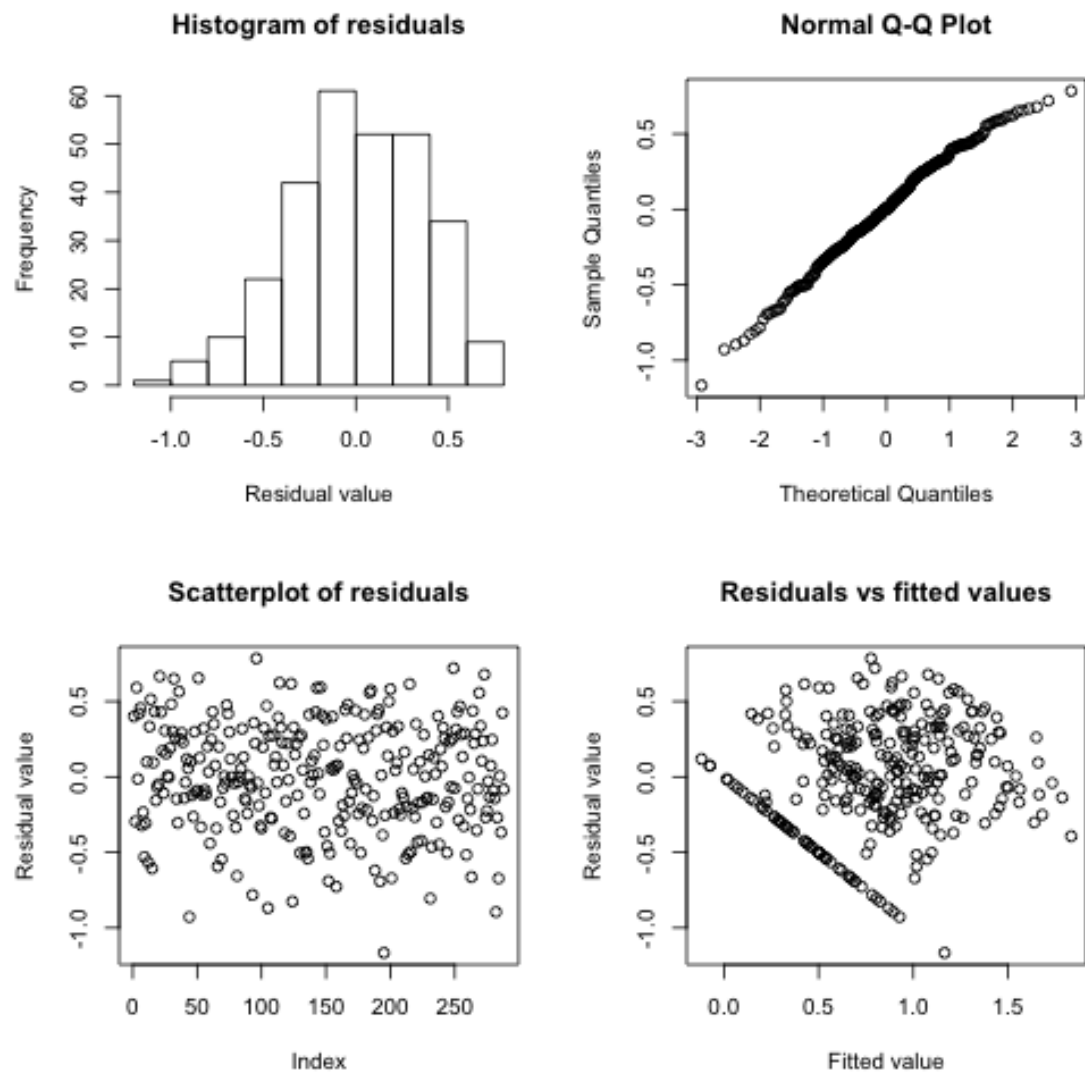 Histogram of residuals
Frequency
0 10 20 30 40 50 60
-1.0 -0.5 0.0 0.5
Residual value
Normal Q-Q Plot
Sample Quantiles
-1.0 -0.5 0.0 0.5
-3 -2 -1 0 1 2 3
Theoretical Quantiles
Scatterplot of residuals
Residual value
-1.0 -0.5 0.0 0.5
0 50 100 150 200 250
Index
Residuals vs fitted values
Residual value
-1.0 -0.5 0.0 0.5
0.0 0.5 1.0 1.5
Fitted value